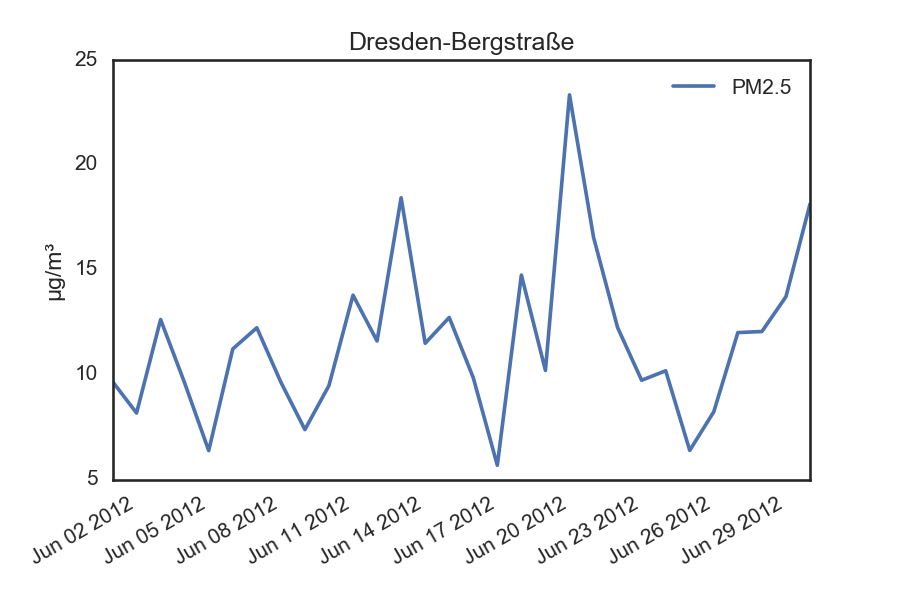 Dresden-Bergstraße
25
20
15
10
5
µg/m³
PM2.5
Jun 02 2012
Jun 05 2012
Jun 08 2012
Jun 11 2012
Jun 14 2012
Jun 17 2012
Jun 20 2012
Jun 23 2012
Jun 26 2012
Jun 29 2012